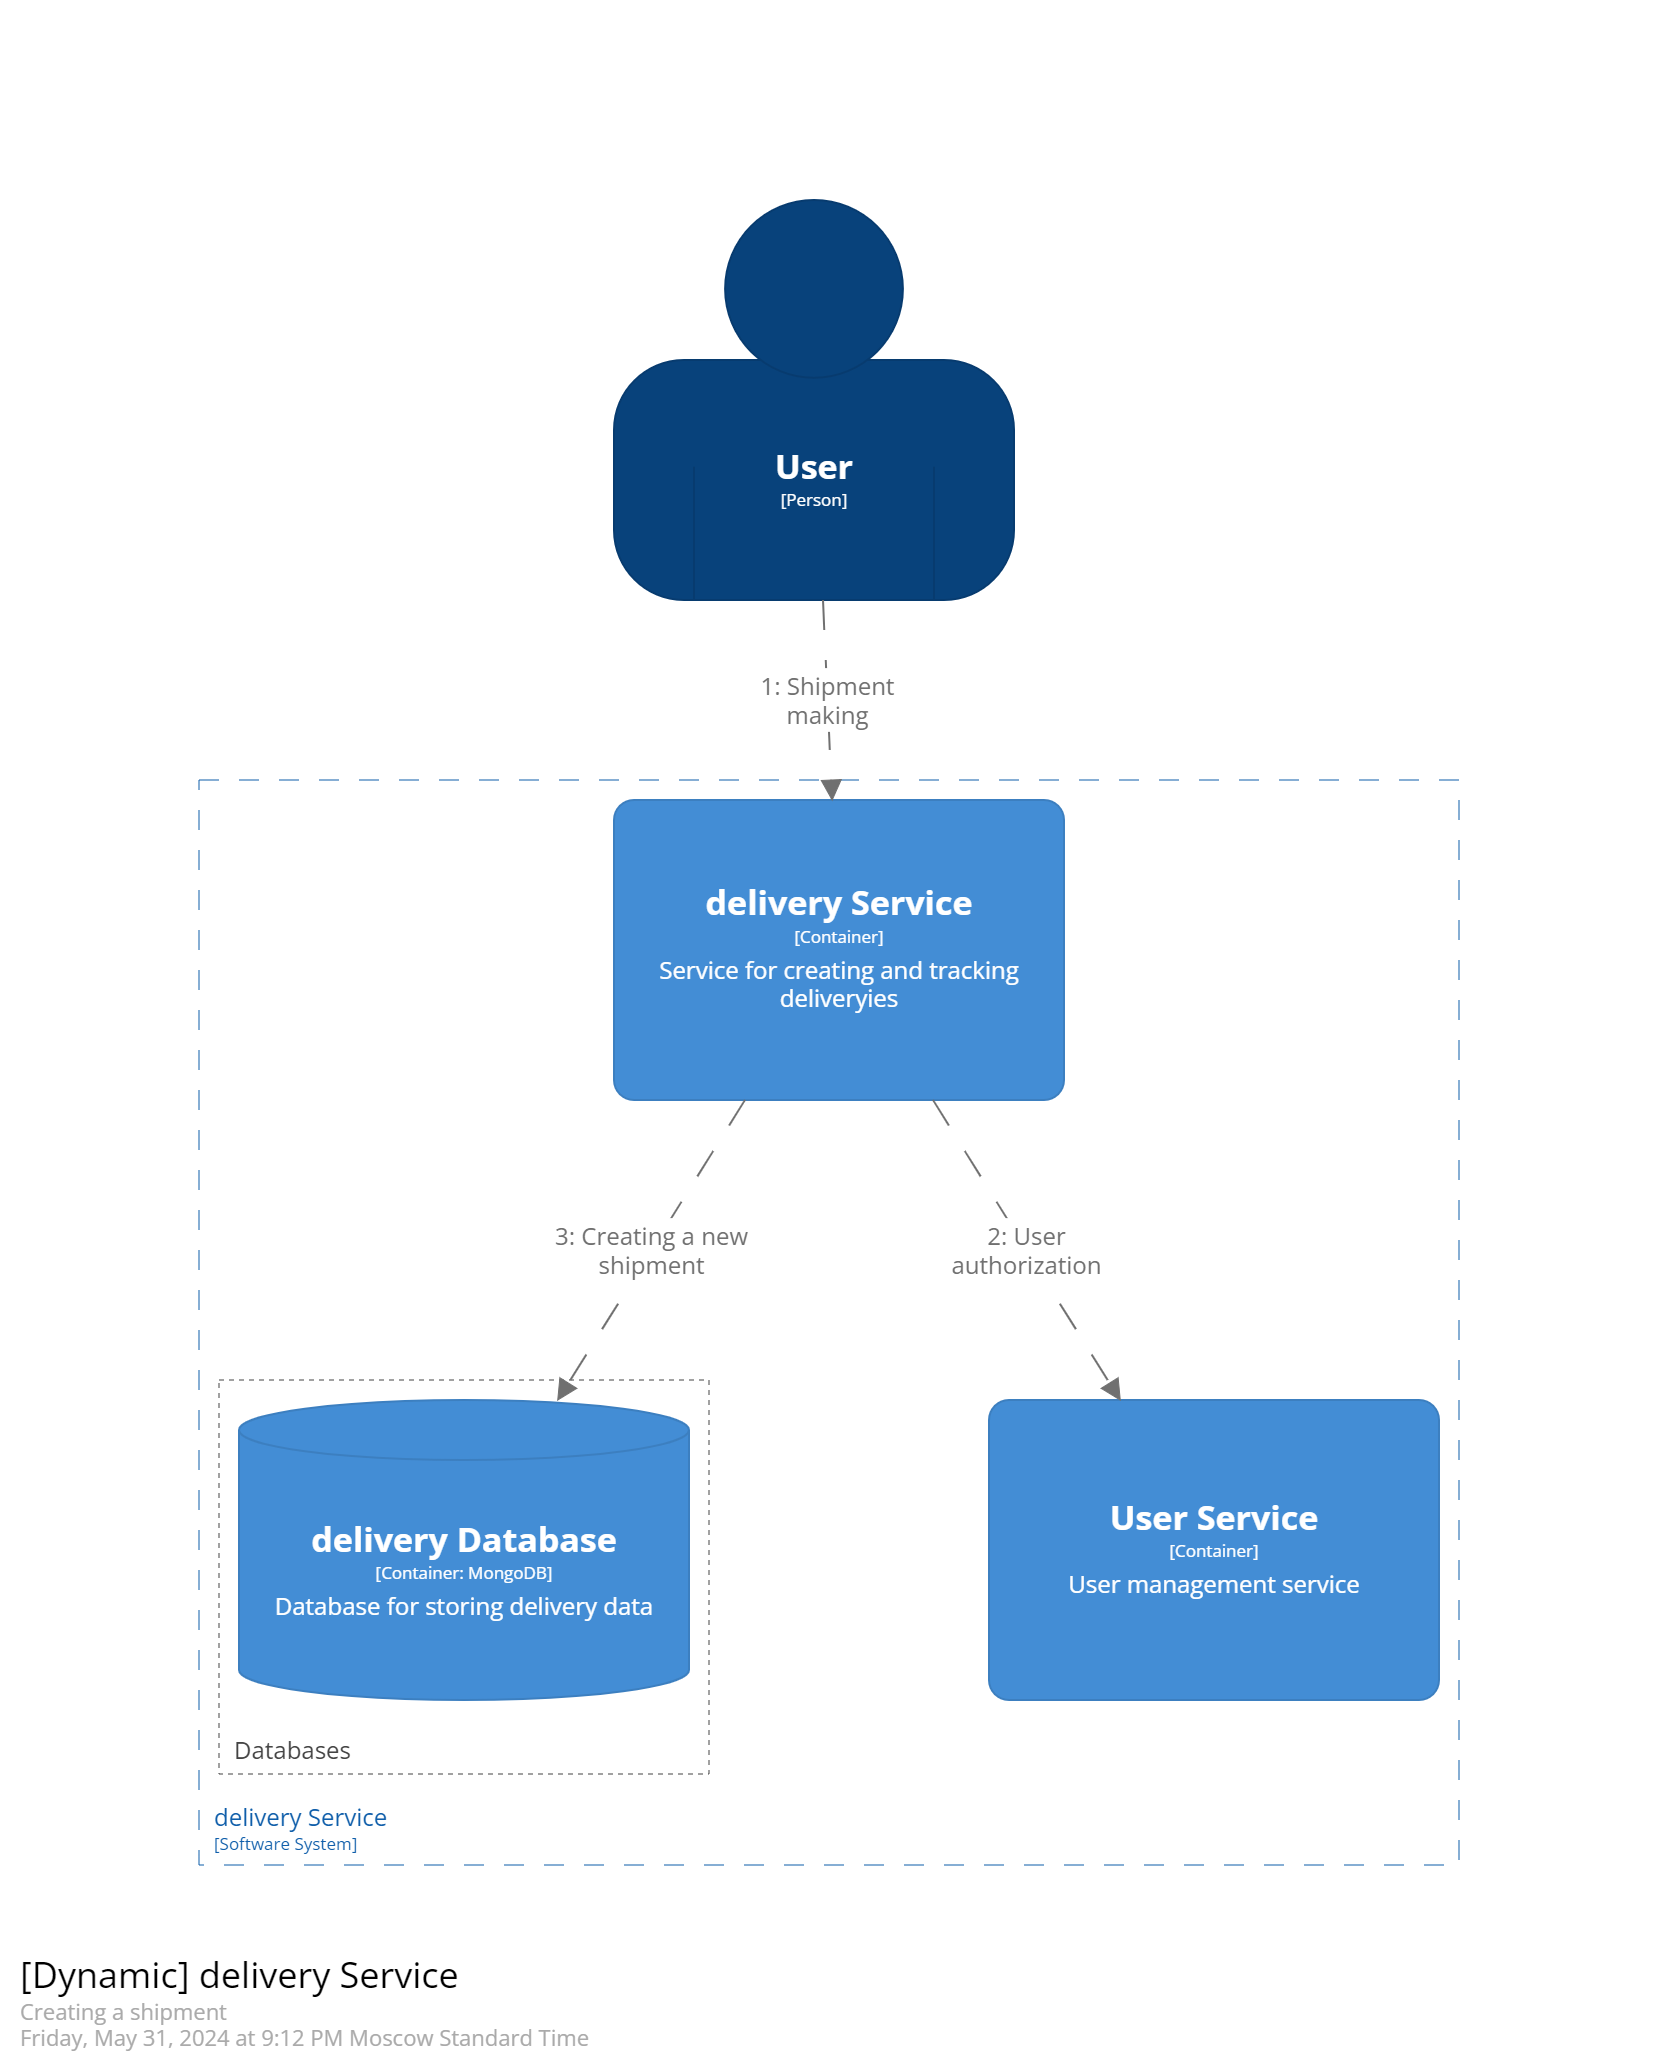 User
[Person]
1: Shipment
making
delivery Service
[Container]
Service for creating and tracking
deliveryies
3: Creating a new
shipment
2: User
authorization
delivery Database
[Container: MongoDB]
Database for storing delivery data
User Service
[Container]
User management service
Databases
delivery Service
[Software System]
[Dynamic] delivery Service
Creating a shipment
Friday, May 31, 2024 at 9:12 PM Moscow Standard Time